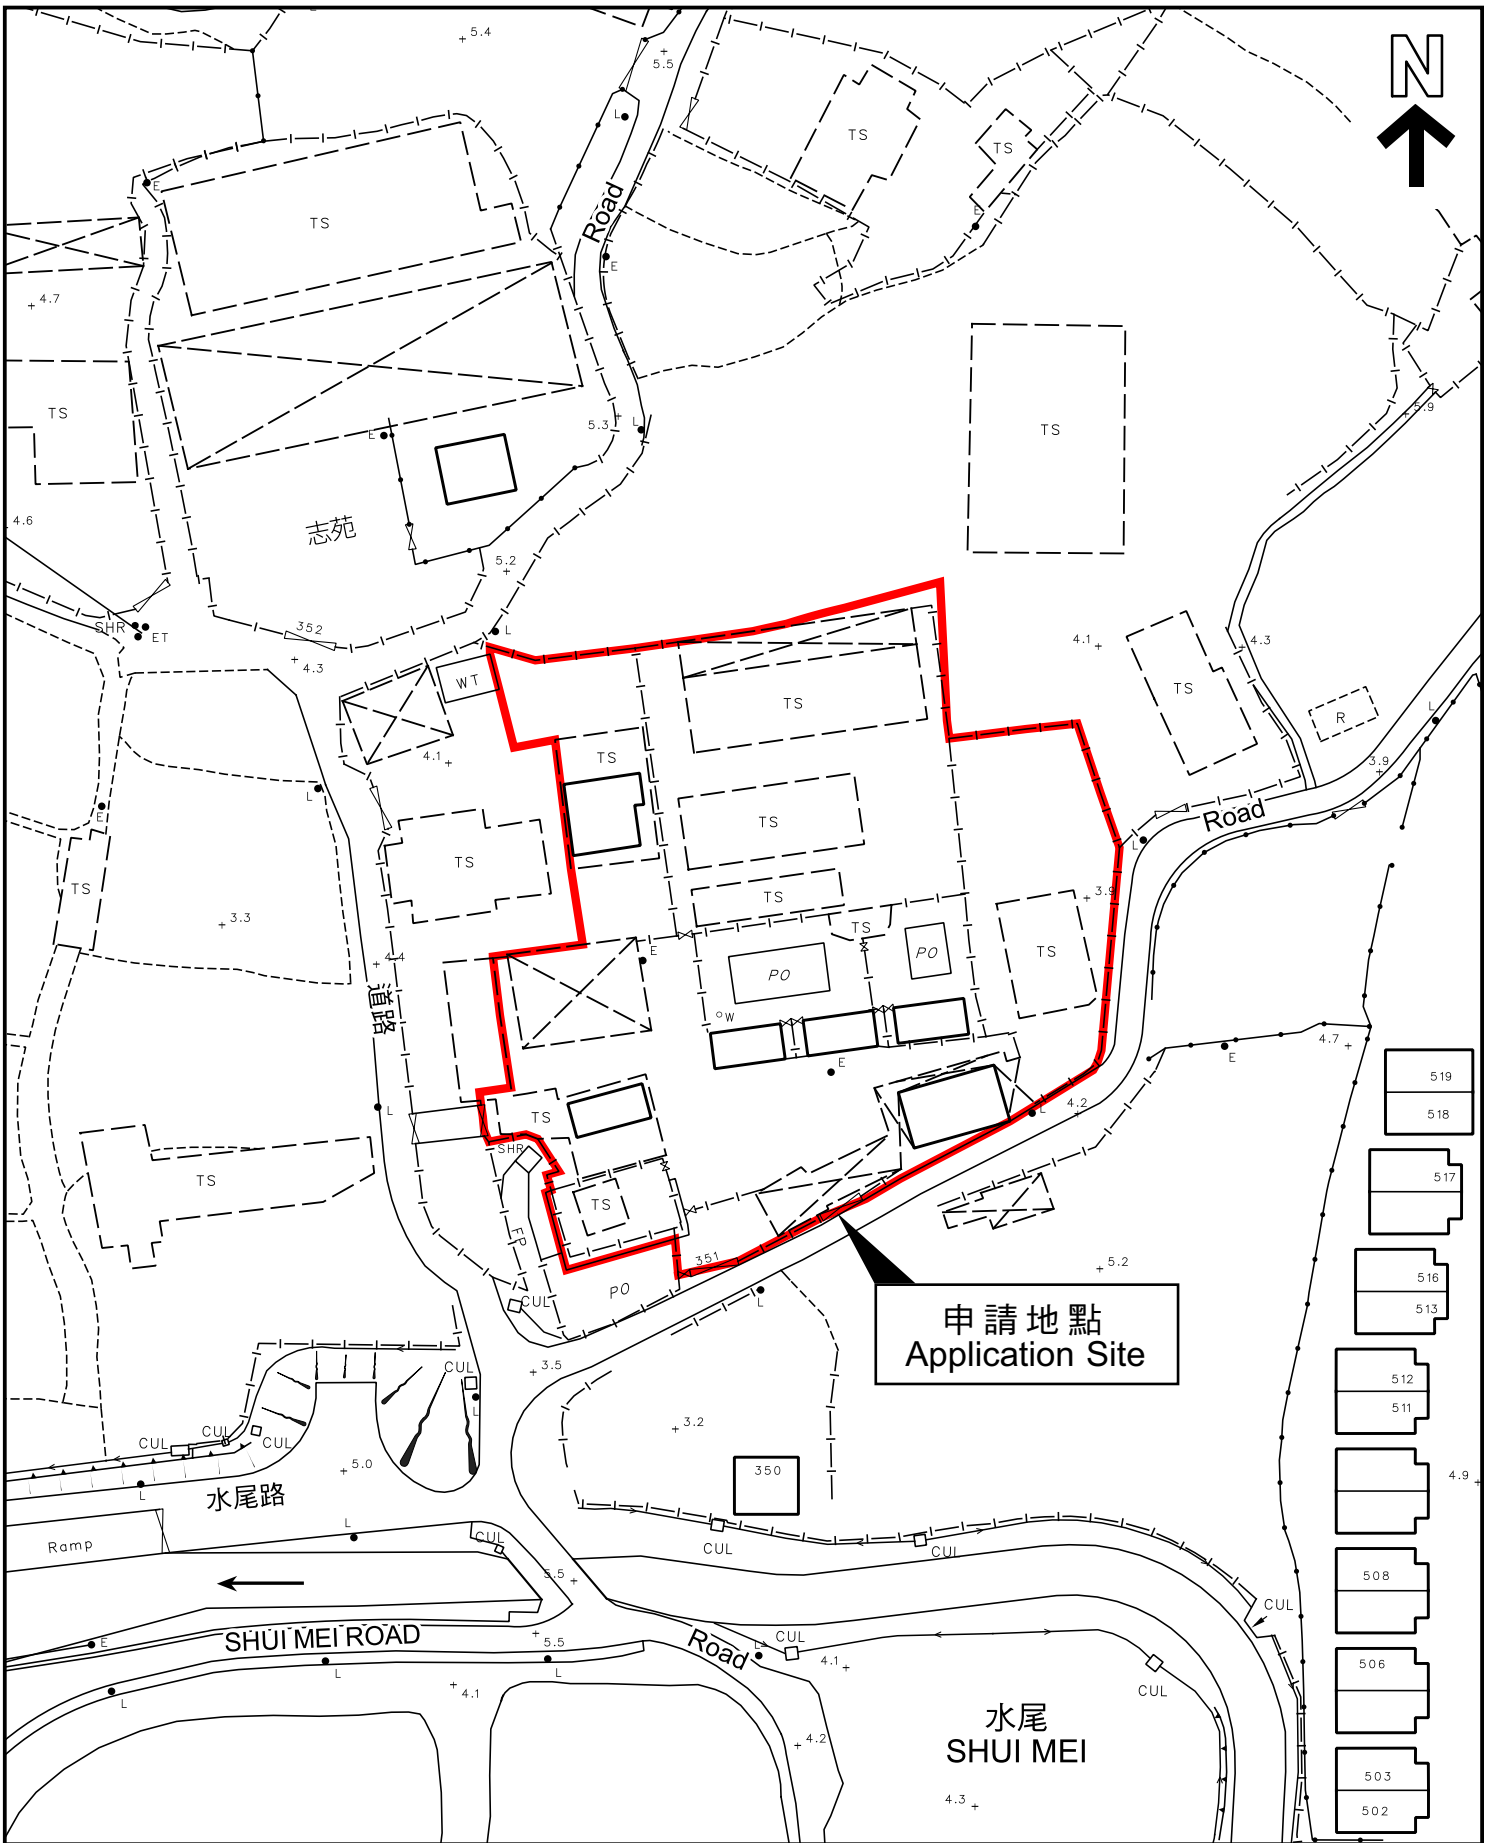 5.4
5.5
N
L
TS
TS
E
E
TS
Road
E
4.7
TS
TS
5.3
L
E
5.9
4.6
志苑
5.2
SHR
ET
352
L
4.3
4.1
4.3
WT
TS
TS
R
L
4.1
TS
3.9
L
E
TS
TS
Road
L
TS
TS
3.9
3.3
TS
TS
E
4.4
PO
PO
TS
道路
W
4.7
E
E
519
518
L
TS
L
4.2
SHR
TS
517
TS
FP
351
5.2
PO
516
513
CUL
L
申請地點
Application Site
CUL
3.5
512
511
L
3.2
CUL
CUL
CUL
5.0
350
4.9
L
水尾路
L
Ramp
CUL
CUL
CUL
5.5
508
CUL
SHUI MEI ROAD
E
5.5
Road
L
CUL
4.1
506
L
L
L
4.1
CUL
水尾
SHUI MEI
4.2
4.3
503
502